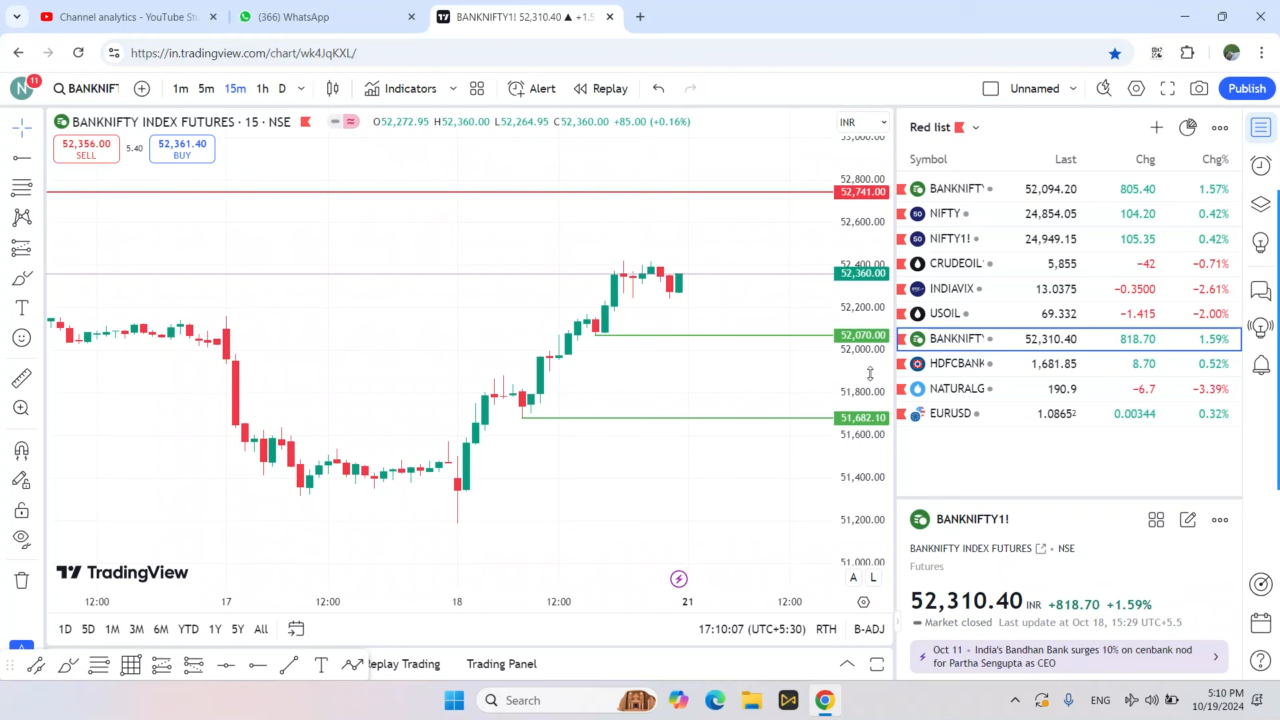 Channel analytics - YouTube St
(366) WhatsApp
BANKNIFTY1! 52,310.40 ▲ +1.5
https://in.tradingview.com/chart/wk4JqKXL/
N 11
BANKNIFT 1m 5m 15m 1h D Indicators Alert Replay Unnamed Publish
BANKNIFTY INDEX FUTURES · 15 · NSE O52,272.95 H52,360.00 L52,264.95 C52,360.00 +85.00 (+0.16%)
INR
52,356.00 SELL 5.40 52,361.40 BUY
53,000.00
52,800.00
52,741.00
52,600.00
52,400.00
52,360.00
52,200.00
52,070.00
52,000.00
51,800.00
51,682.10
51,600.00
51,400.00
51,200.00
51,000.00
TradingView
A L
12:00 17 12:00 18 12:00 21 12:00
1D 5D 1M 3M 6M YTD 1Y 5Y All 17:10:07 (UTC+5:30) RTH B-ADJ
eplay Trading Trading Panel
Red list
Symbol Last Chg Chg%
BANKNIFTY 52,094.20 805.40 1.57%
50 NIFTY 24,854.05 104.20 0.42%
50 NIFTY1! 24,949.15 105.35 0.42%
CRUDEOIL 5,855 −42 −0.71%
INDIAVIX 13.0375 −0.3500 −2.61%
USOIL 69.332 −1.415 −2.00%
BANKNIFTY 52,310.40 818.70 1.59%
HDFCBANK 1,681.85 8.70 0.52%
NATURALG 190.9 −6.7 −3.39%
EURUSD 1.08652 0.00344 0.32%
BANKNIFTY1!
BANKNIFTY INDEX FUTURES • NSE
Futures
52,310.40 INR +818.70 +1.59%
Market closed Last update at Oct 18, 15:29 UTC+5.5
Oct 11 • India's Bandhan Bank surges 10% on cenbank nod
for Partha Sengupta as CEO
Search
ENG
5:10 PM
10/19/2024